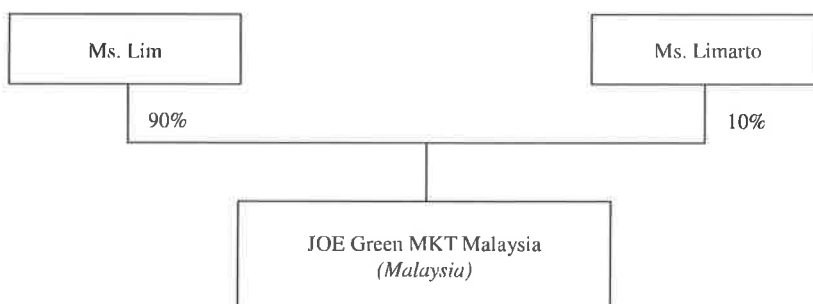 Ms. Lim
Ms. Limarto
90%
10%
JOE Green MKT Malaysia
(Malaysia)